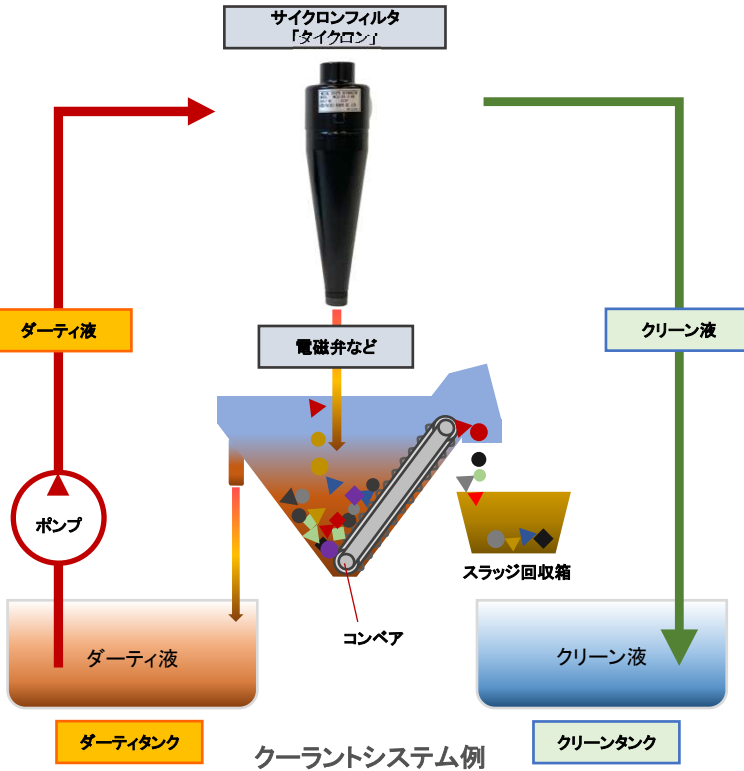 サイクロンフィルタ
「タイクロン」
ダーティ液
電磁弁など
クリーン液
ポンプ
スラッジ回収箱
コンベア
ダーティ液
クリーン液
ダーティタンク
クリーンタンク
クーラントシステム例